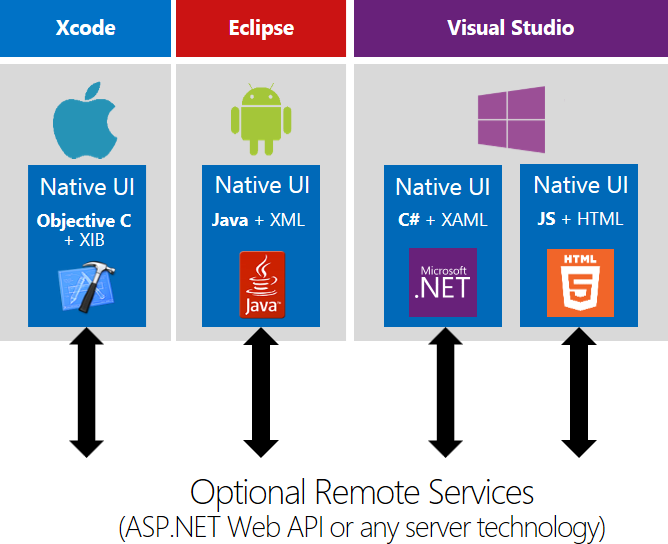 Xcode
Eclipse
Visual Studio
Native UI
Objective C
+ XIB
Native UI
Java + XML
Java™
Native UI
C# + XAML
Microsoft
.NET
Native UI
JS + HTML
HTML
5
Optional Remote Services
(ASP.NET Web API or any server technology)